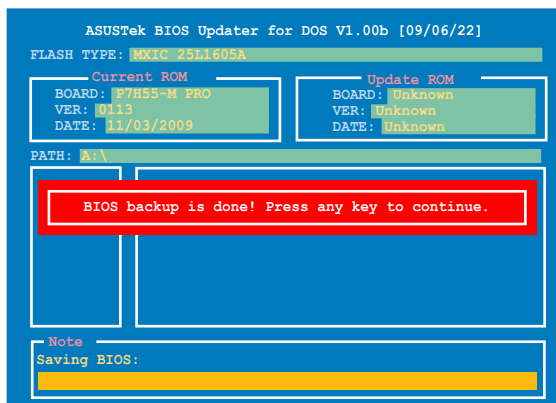 ASUSTek BIOS Updater for DOS V1.00b [09/06/22]
FLASH TYPE: MXIC 25L1605A
Current ROM
BOARD: P7H55-M PRO
VER: 0113
DATE: 11/03/2009
Update ROM
BOARD: Unknown
VER: Unknown
DATE: Unknown
PATH: A:\
BIOS backup is done! Press any key to continue.
Note
Saving BIOS: